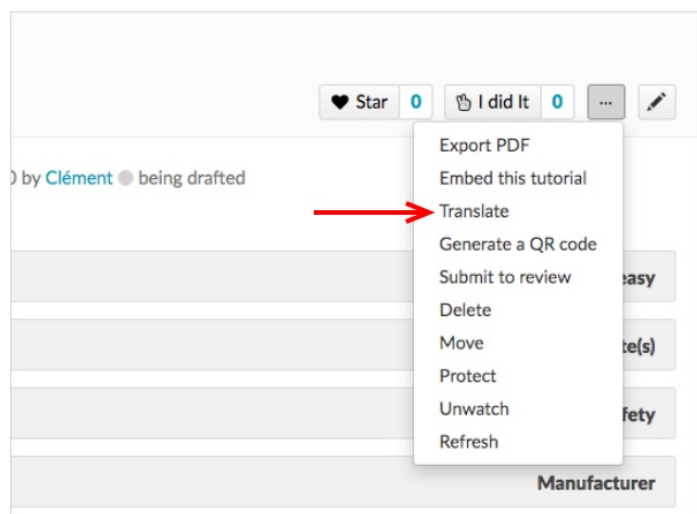 Star 0 I did It 0 ...
Export PDF
by Clément being drafted
Embed this tutorial
Translate
Generate a QR code
Submit to review
easy
Delete
Move
Protect
Unwatch
Refresh
Manufacturer